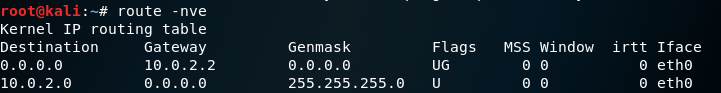 root@kali:~# route -nve
Kernel IP routing table
Destination     Gateway         Genmask         Flags   MSS Window  irtt Iface
0.0.0.0         10.0.2.2        0.0.0.0         UG        0 0          0 eth0
10.0.2.0        0.0.0.0         255.255.255.0   U         0 0          0 eth0